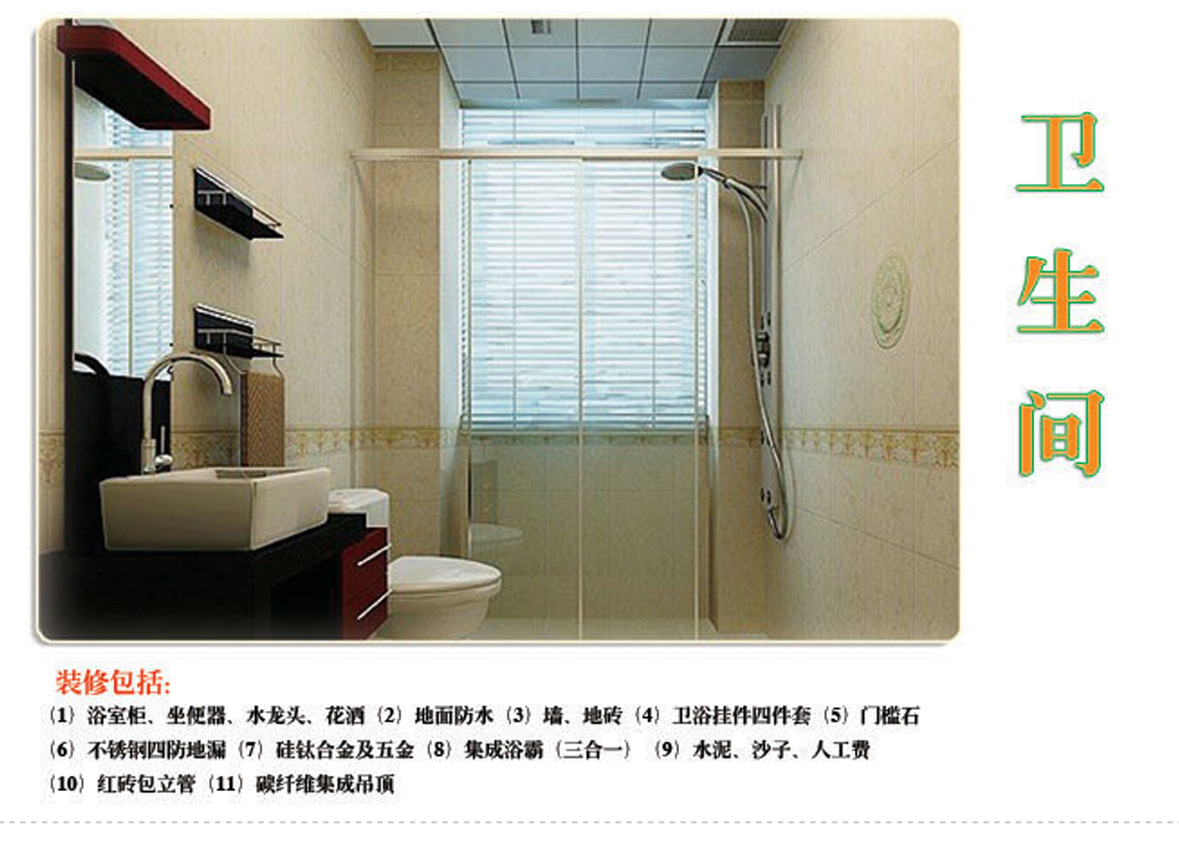 卫生间
装修包括:
(1) 浴室柜、坐便器、水龙头、花洒 (2) 地面防水 (3) 墙、地砖 (4) 卫浴挂件四件套 (5) 门槛石
(6) 不锈钢四防地漏 (7) 硅钛合金及五金 (8) 集成浴霸 (三合一) (9) 水泥、沙子、人工费
(10) 红砖包立管 (11) 碳纤维集成吊顶